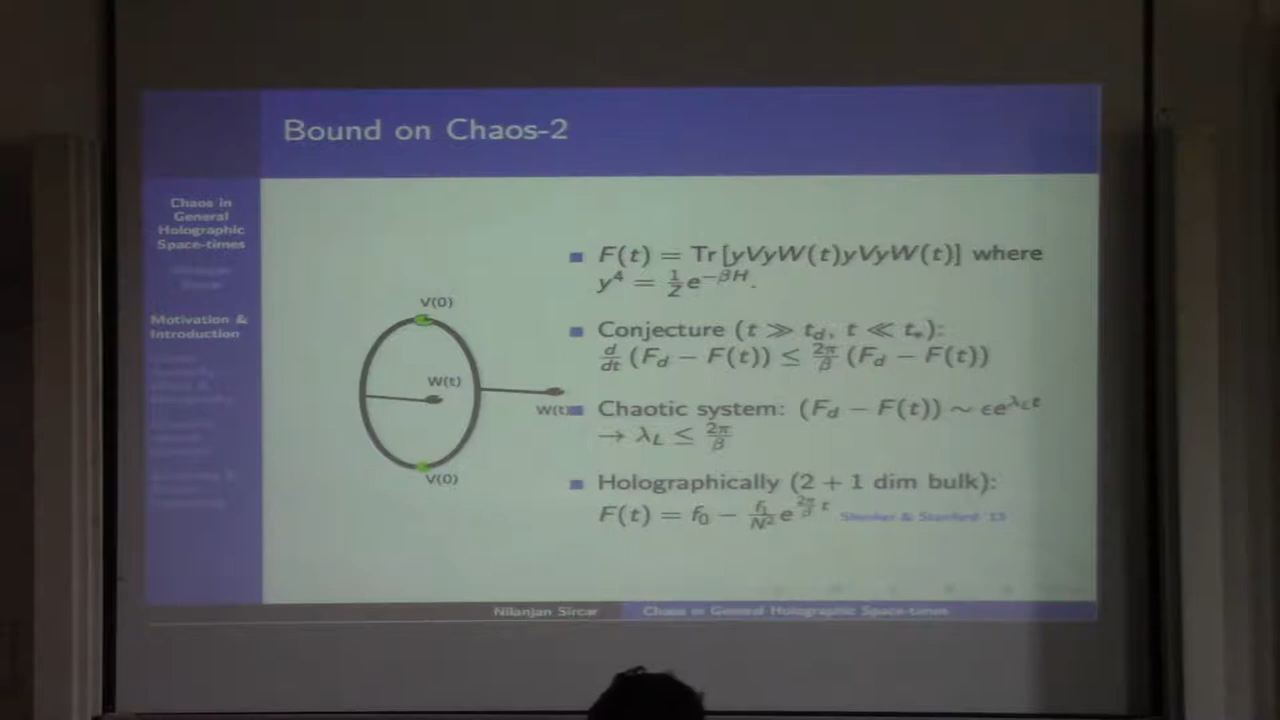 Bound on Chaos-2
Chaos in
General
Holographic
Space-times
Nilanjan
Sircar
Motivation &
Introduction
V(0)
W(t)
W(t)
V(0)
F(t) = Tr[yVyW(t)yVyW(t)] where
y⁴ = 1/Z e^{−βH}.
Conjecture (t ≫ t_d, t ≪ t_*):
d/dt (F_d − F(t)) ≤ 2π/β (F_d − F(t))
Chaotic system: (F_d − F(t)) ~ ϵe^{λ_L t}
→ λ_L ≤ 2π/β
Holographically (2 + 1 dim bulk):
F(t) = f₀ − f₁/N² e^{2π/β t} Shenker & Stanford '13
Nilanjan Sircar
Chaos in General Holographic Space-times